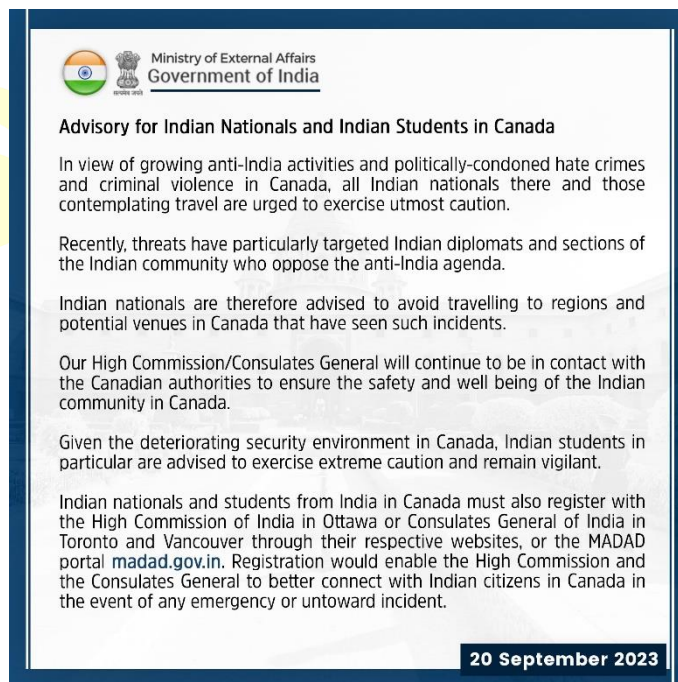 Ministry of External Affairs
Government of India
सत्यमेव जयते
Advisory for Indian Nationals and Indian Students in Canada
In view of growing anti-India activities and politically-condoned hate crimes
and criminal violence in Canada, all Indian nationals there and those
contemplating travel are urged to exercise utmost caution.
Recently, threats have particularly targeted Indian diplomats and sections of
the Indian community who oppose the anti-India agenda.
Indian nationals are therefore advised to avoid travelling to regions and
potential venues in Canada that have seen such incidents.
Our High Commission/Consulates General will continue to be in contact with
the Canadian authorities to ensure the safety and well being of the Indian
community in Canada.
Given the deteriorating security environment in Canada, Indian students in
particular are advised to exercise extreme caution and remain vigilant.
Indian nationals and students from India in Canada must also register with
the High Commission of India in Ottawa or Consulates General of India in
Toronto and Vancouver through their respective websites, or the MADAD
portal madad.gov.in. Registration would enable the High Commission and
the Consulates General to better connect with Indian citizens in Canada in
the event of any emergency or untoward incident.
20 September 2023